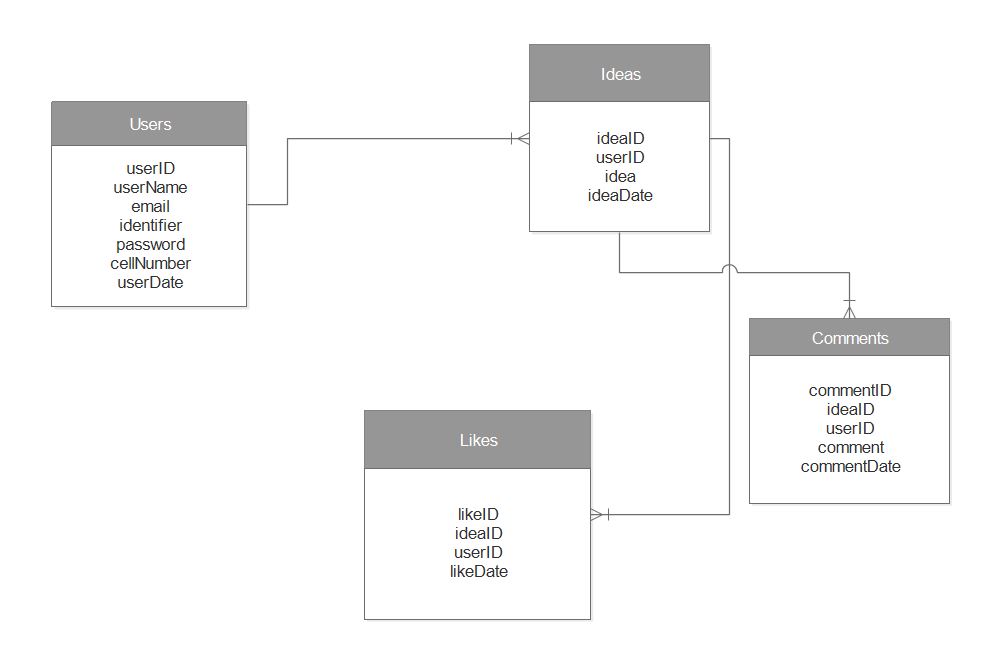 Users
userID
userName
email
identifier
password
cellNumber
userDate
Ideas
ideaID
userID
idea
ideaDate
Likes
likeID
ideaID
userID
likeDate
Comments
commentID
ideaID
userID
comment
commentDate